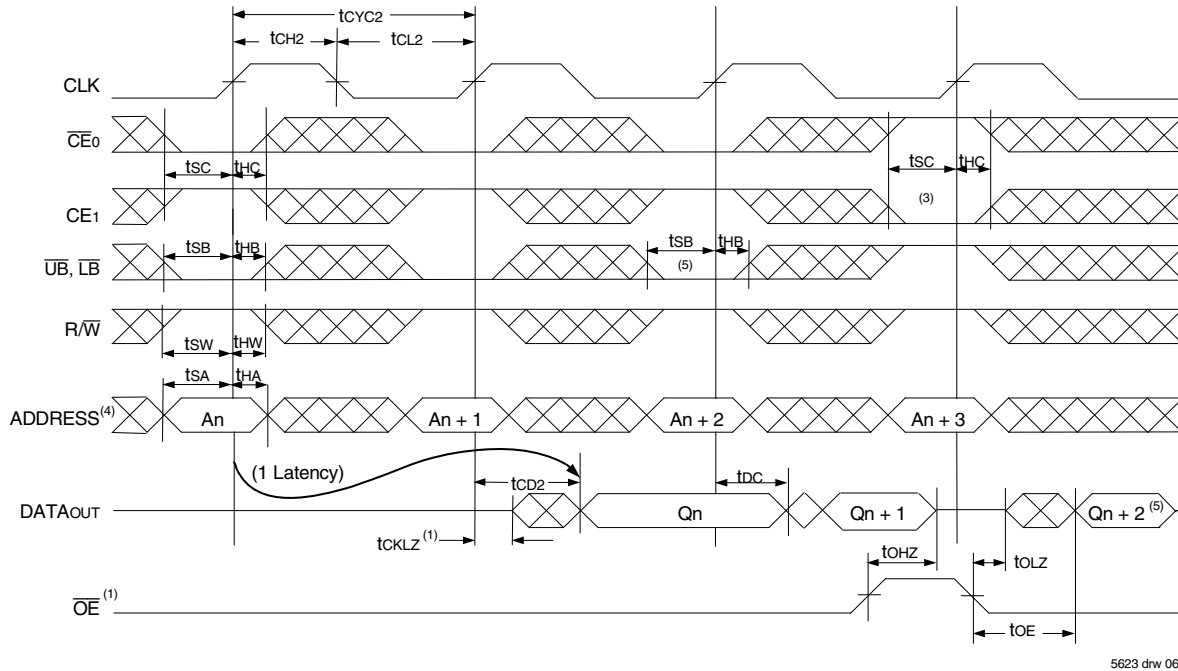 tCYC2
tCH2 tCL2
CLK
CE0
tSC tHC tSC tHC
CE1 (3)
tSB tHB tSB tHB
UB, LB (5)
R/W
tSW tHW
tSA tHA
ADDRESS(4) An An + 1 An + 2 An + 3
(1 Latency) tCD2 tDC
DATAOUT Qn Qn + 1 Qn + 2 (5)
tCKLZ (1)
tOHZ tOLZ
OE (1)
tOE
5623 drw 06